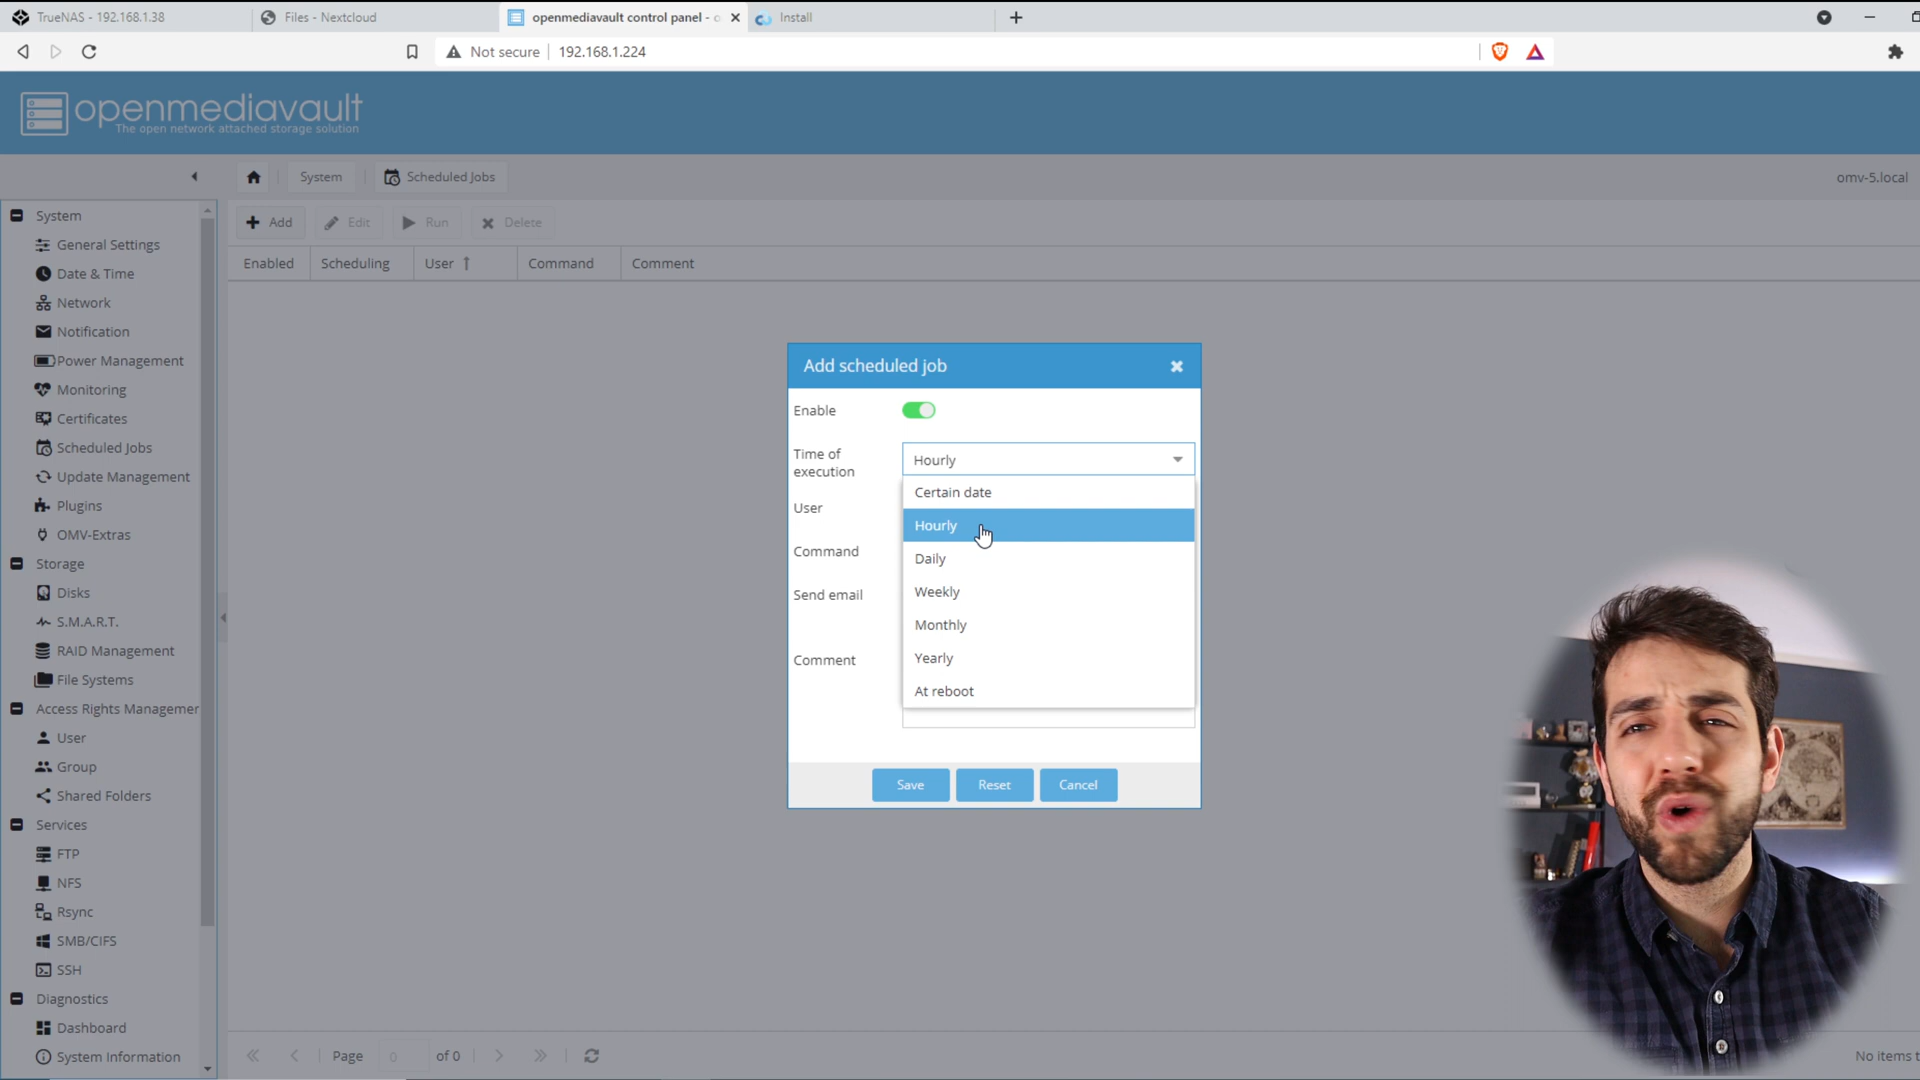 TrueNAS - 192.168.1.38
Files - Nextcloud
openmediavault control panel - o
Install
Not secure
192.168.1.224
openmediavault
The open network attached storage solution
System
Scheduled Jobs
omv-5.local
Add
Edit
Run
Delete
Enabled
Scheduling
User
Command
Comment
System
General Settings
Date & Time
Network
Notification
Power Management
Monitoring
Certificates
Scheduled Jobs
Update Management
Plugins
OMV-Extras
Storage
Disks
S.M.A.R.T.
RAID Management
File Systems
Access Rights Managemen
User
Group
Shared Folders
Services
FTP
NFS
Rsync
SMB/CIFS
SSH
Diagnostics
Dashboard
System Information
Add scheduled job
Enable
Time of
execution
Hourly
Certain date
Hourly
Daily
Weekly
Monthly
Yearly
At reboot
User
Command
Send email
Comment
Save
Reset
Cancel
Page
0
of 0
No items t